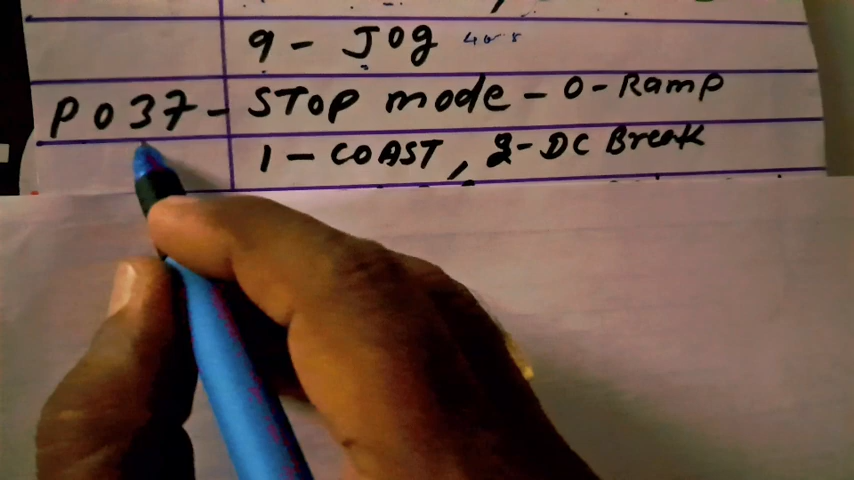 9 - Jog
P037 - STOP mode - 0 - Ramp
1 - COAST, 2 - DC Break